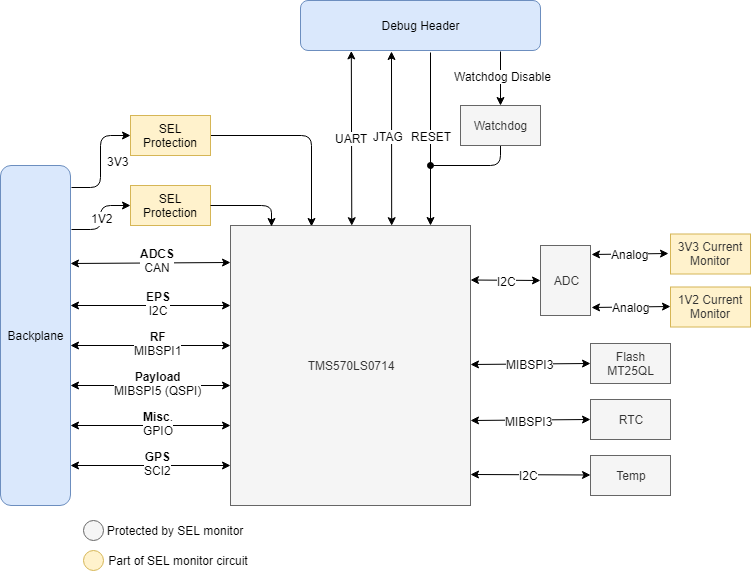 Debug Header
Watchdog Disable
Watchdog
UART
JTAG
RESET
SEL
Protection
3V3
SEL
Protection
1V2
Backplane
ADCS
CAN
EPS
I2C
RF
MIBSPI1
Payload
MIBSPI5 (QSPI)
Misc.
GPIO
GPS
SCI2
TMS570LS0714
I2C
ADC
Analog
3V3 Current
Monitor
Analog
1V2 Current
Monitor
MIBSPI3
Flash
MT25QL
MIBSPI3
RTC
I2C
Temp
Protected by SEL monitor
Part of SEL monitor circuit